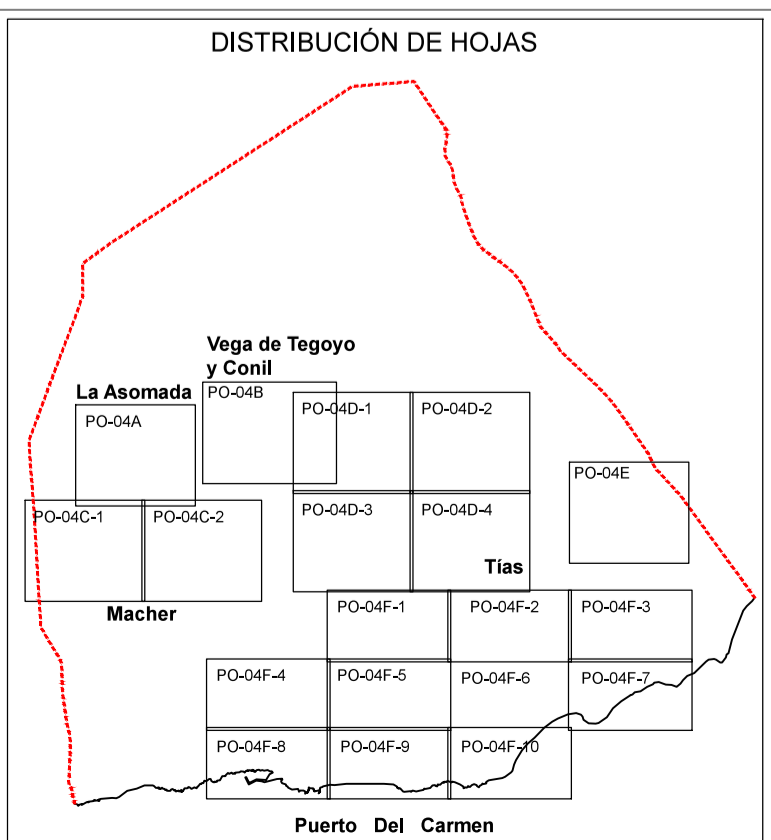 DISTRIBUCIÓN DE HOJAS
Vega de Tegoyo
y Conil
La Asomada
PO-04B
PO-04A
PO-04D-1
PO-04D-2
PO-04E
PO-04C-1
PO-04C-2
PO-04D-3
PO-04D-4
Tías
Macher
PO-04F-1
PO-04F-2
PO-04F-3
PO-04F-4
PO-04F-5
PO-04F-6
PO-04F-7
PO-04F-8
PO-04F-9
PO-04F-10
Puerto Del Carmen